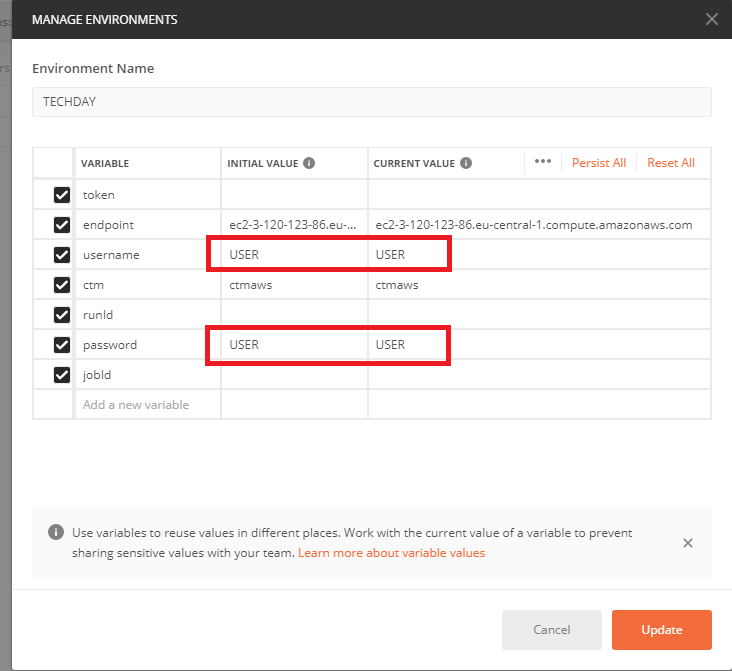 MANAGE ENVIRONMENTS
Environment Name
TECHDAY
VARIABLE INITIAL VALUE CURRENT VALUE ••• Persist All Reset All
token
endpoint ec2-3-120-123-86.eu-... ec2-3-120-123-86.eu-central-1.compute.amazonaws.com
username USER USER
ctm ctmaws ctmaws
runId
password USER USER
jobId
Add a new variable
Use variables to reuse values in different places. Work with the current value of a variable to prevent
sharing sensitive values with your team. Learn more about variable values
Cancel Update